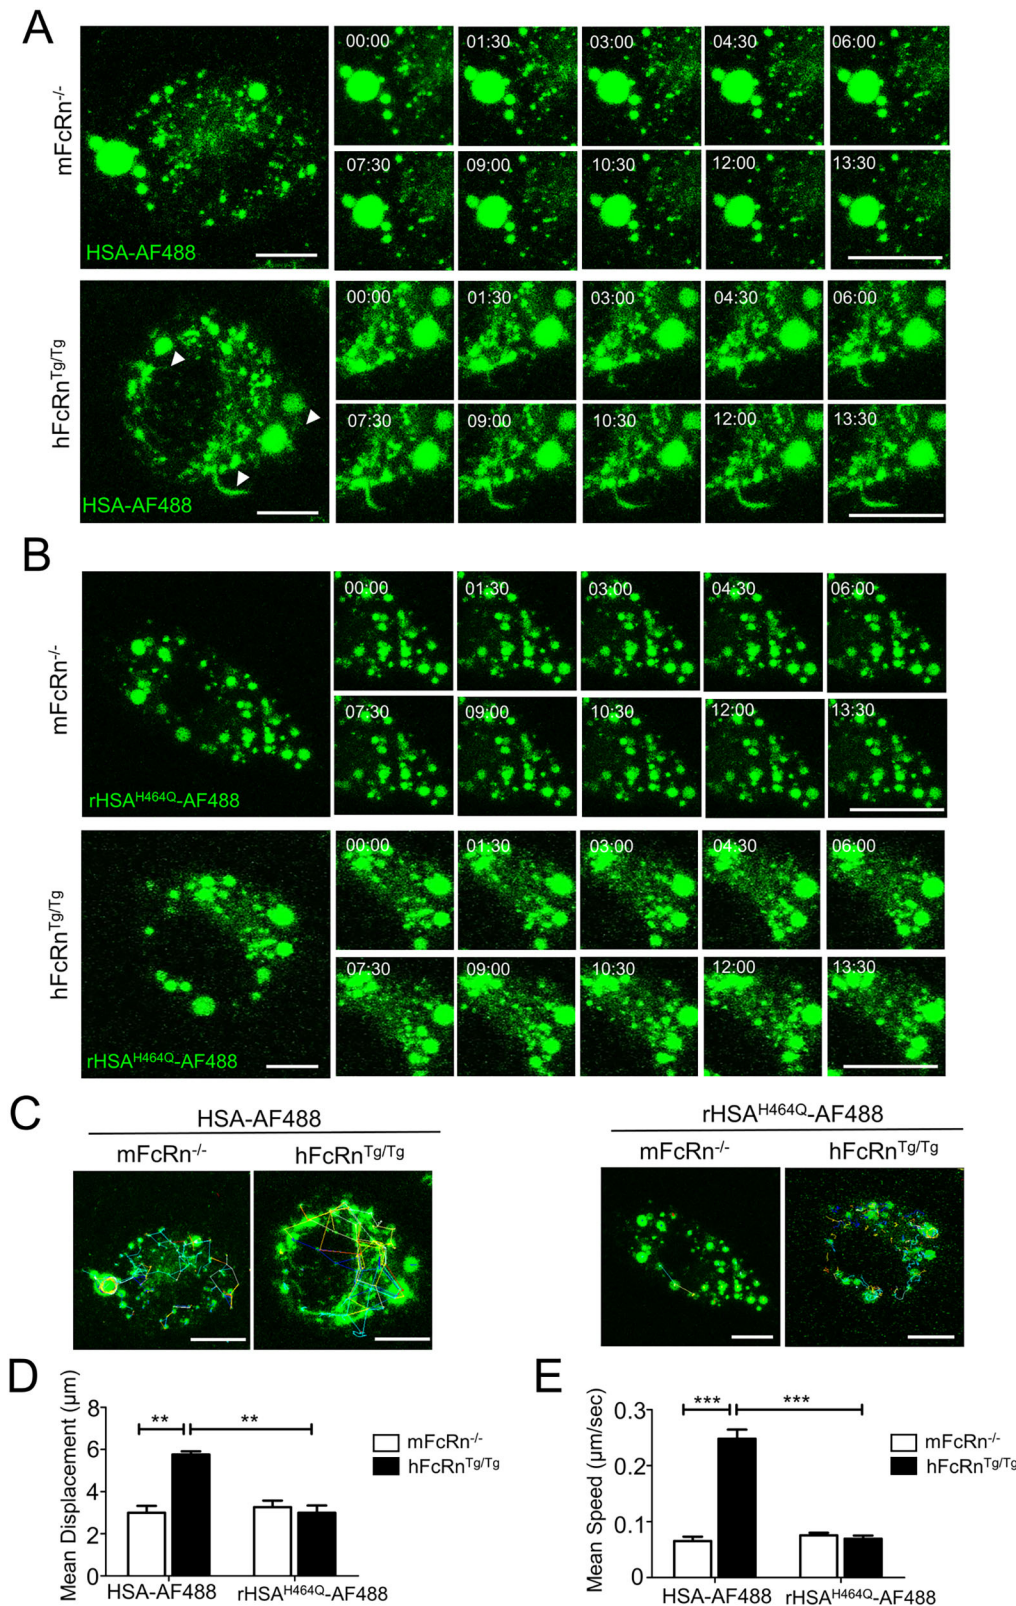 A
mFcRn-/-
HSA-AF488
00:00 01:30 03:00 04:30 06:00
07:30 09:00 10:30 12:00 13:30
hFcRnTg/Tg
HSA-AF488
00:00 01:30 03:00 04:30 06:00
07:30 09:00 10:30 12:00 13:30
B
mFcRn-/-
rHSAH464Q-AF488
00:00 01:30 03:00 04:30 06:00
07:30 09:00 10:30 12:00 13:30
hFcRnTg/Tg
rHSAH464Q-AF488
00:00 01:30 03:00 04:30 06:00
07:30 09:00 10:30 12:00 13:30
C
HSA-AF488
mFcRn-/- hFcRnTg/Tg
rHSAH464Q-AF488
mFcRn-/- hFcRnTg/Tg
D
Mean Displacement (μm)
8
6
4
2
0
** **
mFcRn-/-
hFcRnTg/Tg
HSA-AF488 rHSAH464Q-AF488
E
Mean Speed (μm/sec)
0.3
0.2
0.1
0
*** ***
mFcRn-/-
hFcRnTg/Tg
HSA-AF488 rHSAH464Q-AF488